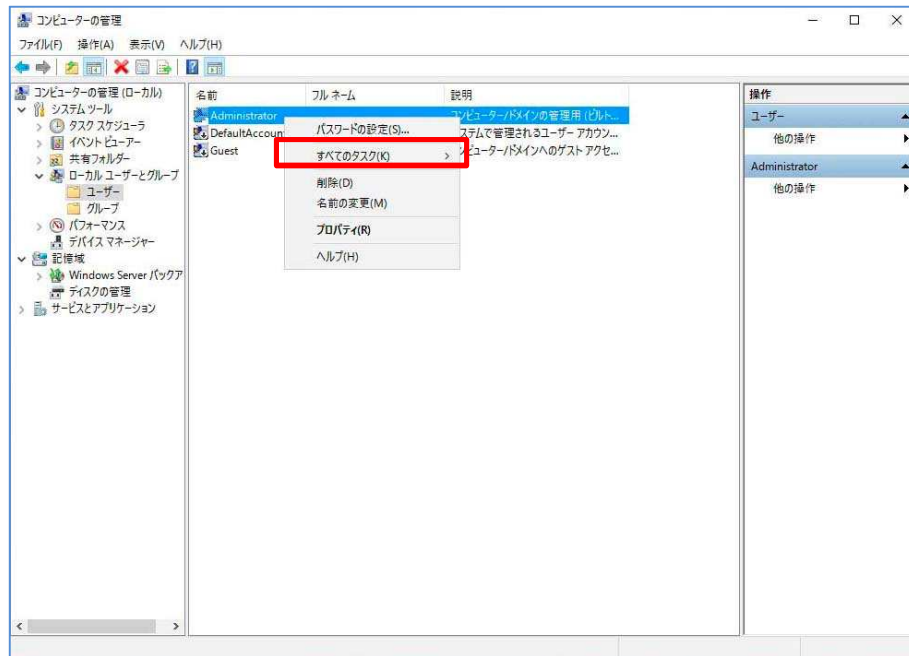 コンピューターの管理
ファイル(F) 操作(A) 表示(V) ヘルプ(H)
コンピューターの管理 (ローカル)
システム ツール
タスク スケジューラ
イベント ビューアー
共有フォルダー
ローカル ユーザーとグループ
ユーザー
グループ
パフォーマンス
デバイス マネージャー
記憶域
Windows Server バックア
ディスクの管理
サービスとアプリケーション
名前 フル ネーム 説明
Administrator コンピューター/ドメインの管理用 (ビルト...
DefaultAccoun ステムで管理されるユーザー アカウン...
Guest コンピューター/ドメインへのゲスト アクセ...
パスワードの設定(S)...
すべてのタスク(K)
削除(D)
名前の変更(M)
プロパティ(R)
ヘルプ(H)
操作
ユーザー
他の操作
Administrator
他の操作